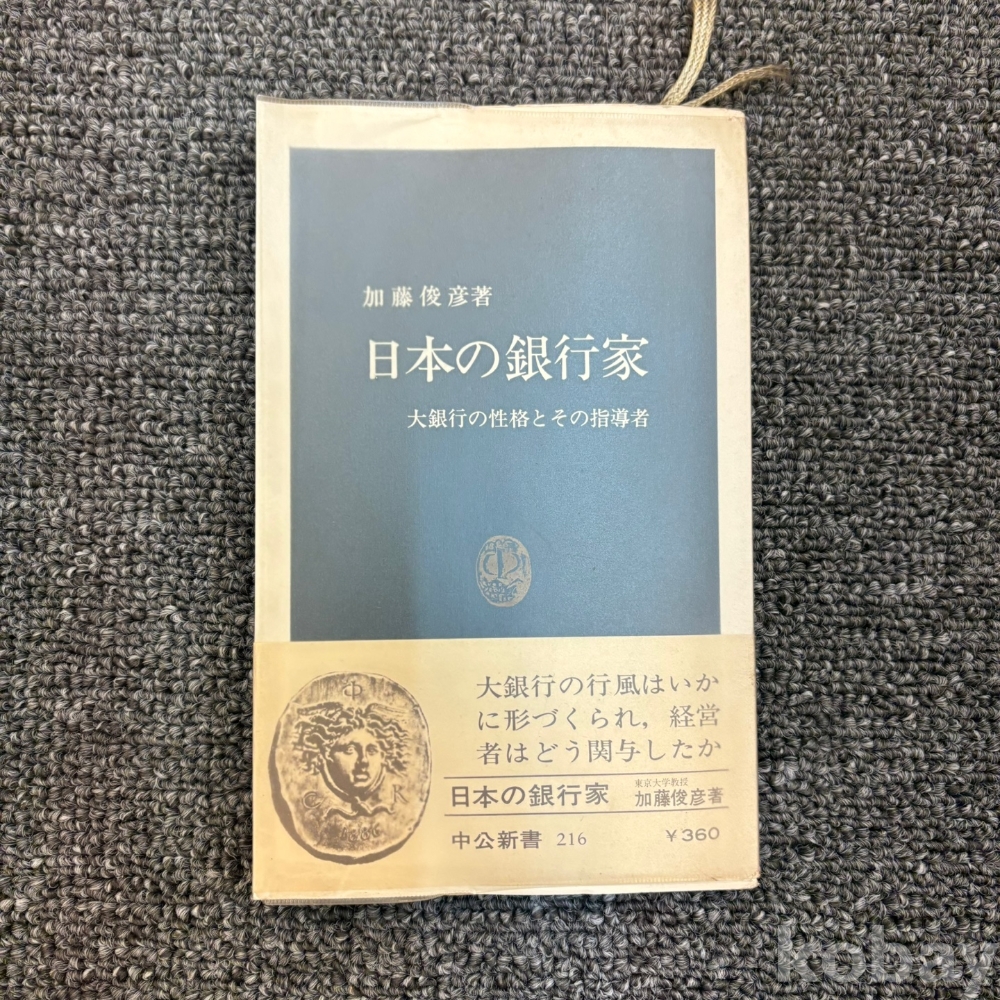 加藤俊彦著
日本の銀行家
大銀行の性格とその指導者
大銀行の行風はいか
に形づくられ，経営
者はどう関与したか
東京大学教授
日本の銀行家 加藤俊彦著
中公新書 216 ￥360
kobay